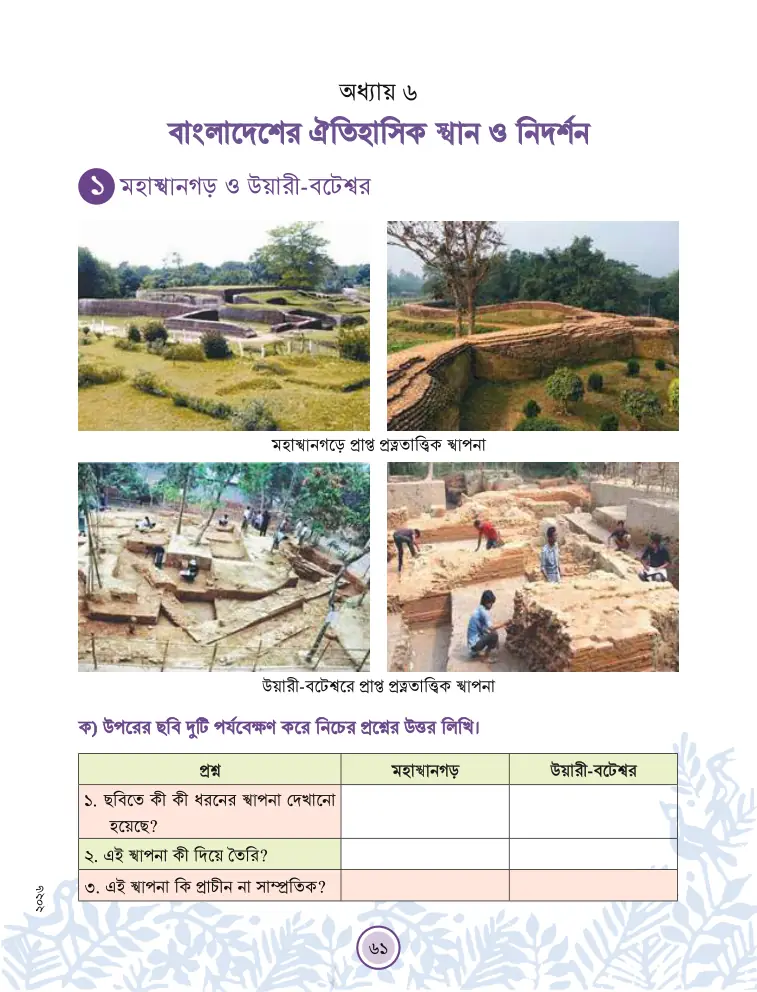 অধ্যায় ৬
বাংলাদেশের ঐতিহাসিক স্থান ও নিদর্শন
১ মহাস্থানগড় ও উয়ারী-বটেশ্বর
মহাস্থানগড়ে প্রাপ্ত প্রত্নতাত্ত্বিক স্থাপনা
উয়ারী-বটেশ্বরে প্রাপ্ত প্রত্নতাত্ত্বিক স্থাপনা
ক) উপরের ছবি দুটি পর্যবেক্ষণ করে নিচের প্রশ্নের উত্তর লিখি।
প্রশ্ন মহাস্থানগড় উয়ারী-বটেশ্বর
১. ছবিতে কী কী ধরনের স্থাপনা দেখানো
হয়েছে?
২. এই স্থাপনা কী দিয়ে তৈরি?
৩. এই স্থাপনা কি প্রাচীন না সাম্প্রতিক?
২০২৬
৬১